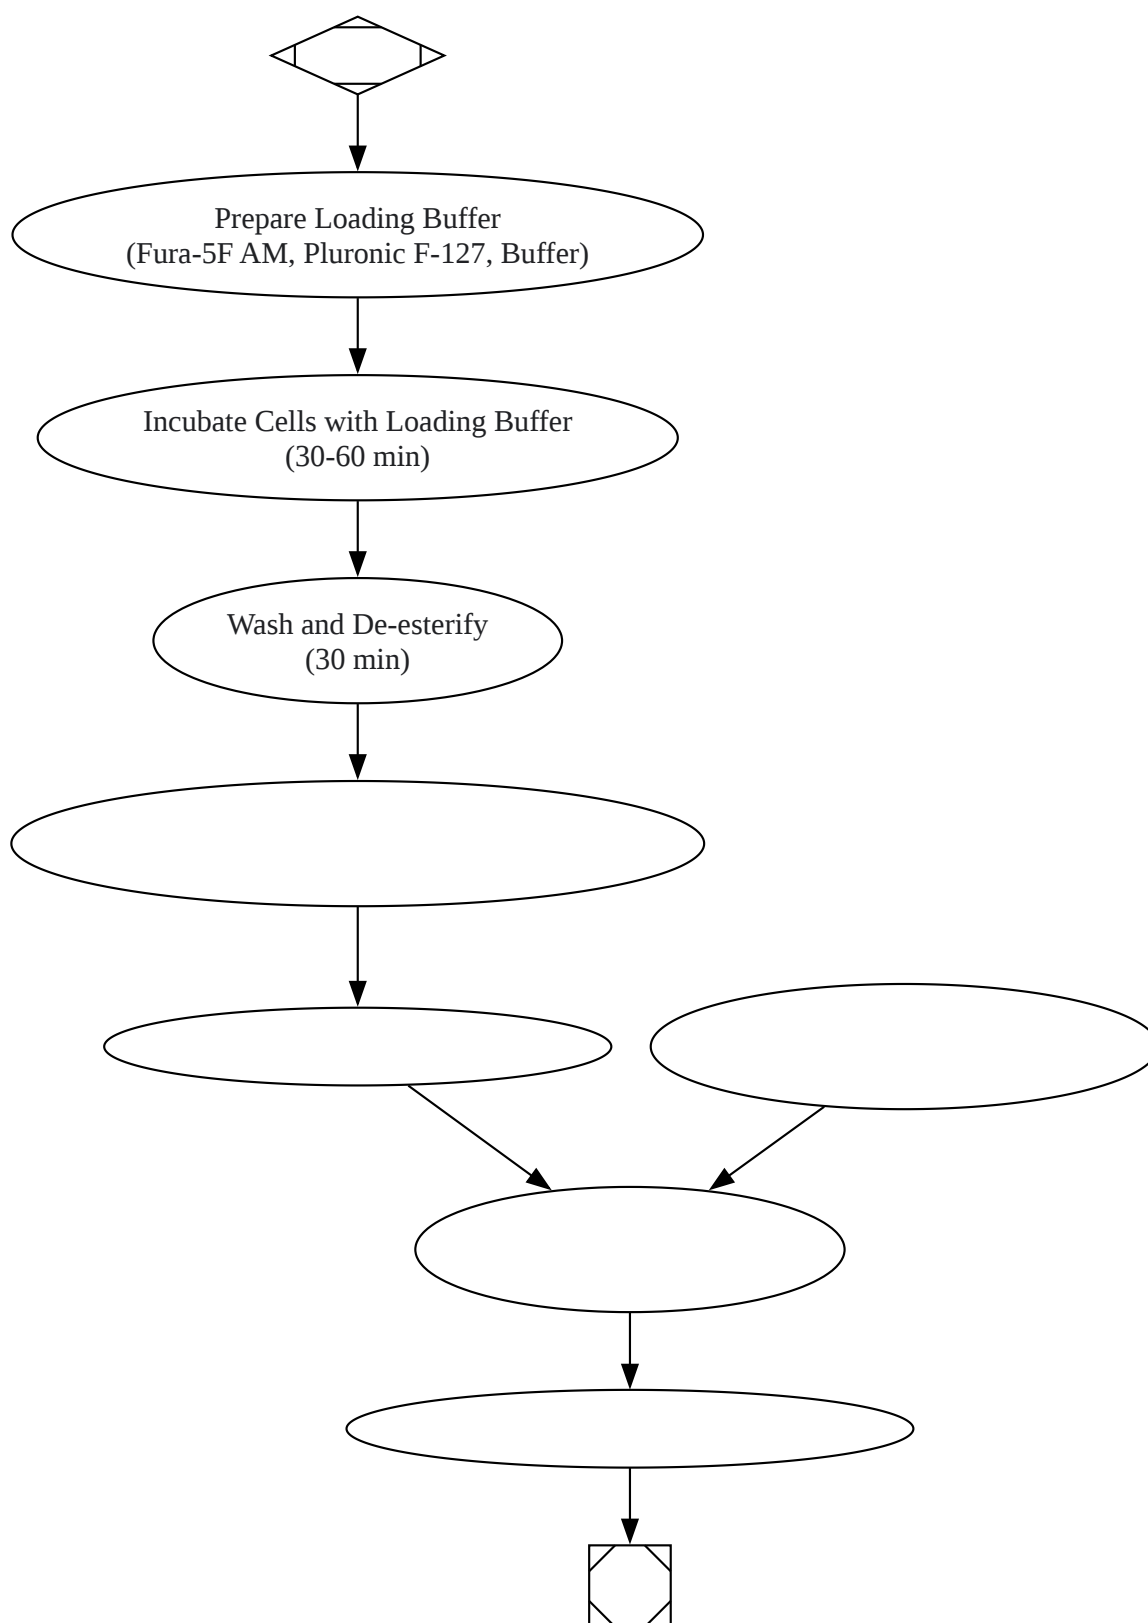 Prepare Loading Buffer
(Fura-5F AM, Pluronic F-127, Buffer)
Incubate Cells with Loading Buffer
(30-60 min)
Wash and De-esterify
(30 min)